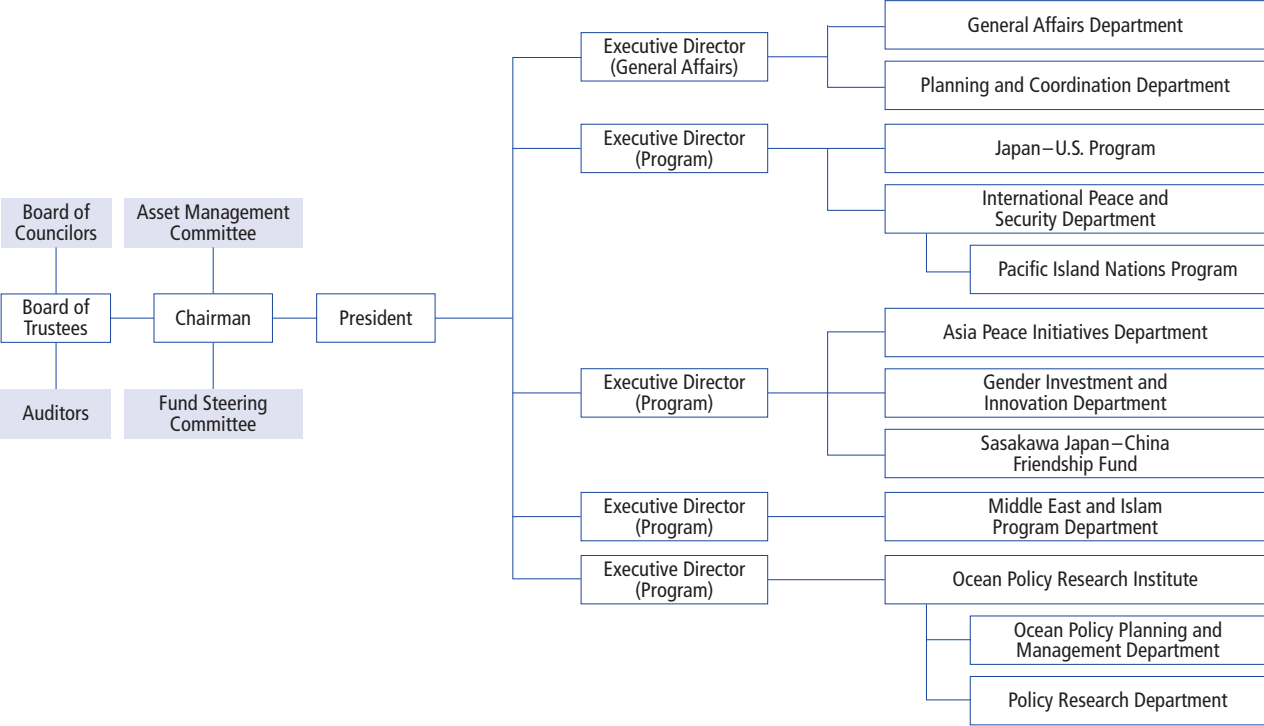 Board of
Councilors
Asset Management
Committee
Board of
Trustees
Chairman
President
Auditors
Fund Steering
Committee
Executive Director
(General Affairs)
General Affairs Department
Planning and Coordination Department
Executive Director
(Program)
Japan–U.S. Program
International Peace and
Security Department
Pacific Island Nations Program
Executive Director
(Program)
Asia Peace Initiatives Department
Gender Investment and
Innovation Department
Sasakawa Japan–China
Friendship Fund
Executive Director
(Program)
Middle East and Islam
Program Department
Executive Director
(Program)
Ocean Policy Research Institute
Ocean Policy Planning and
Management Department
Policy Research Department